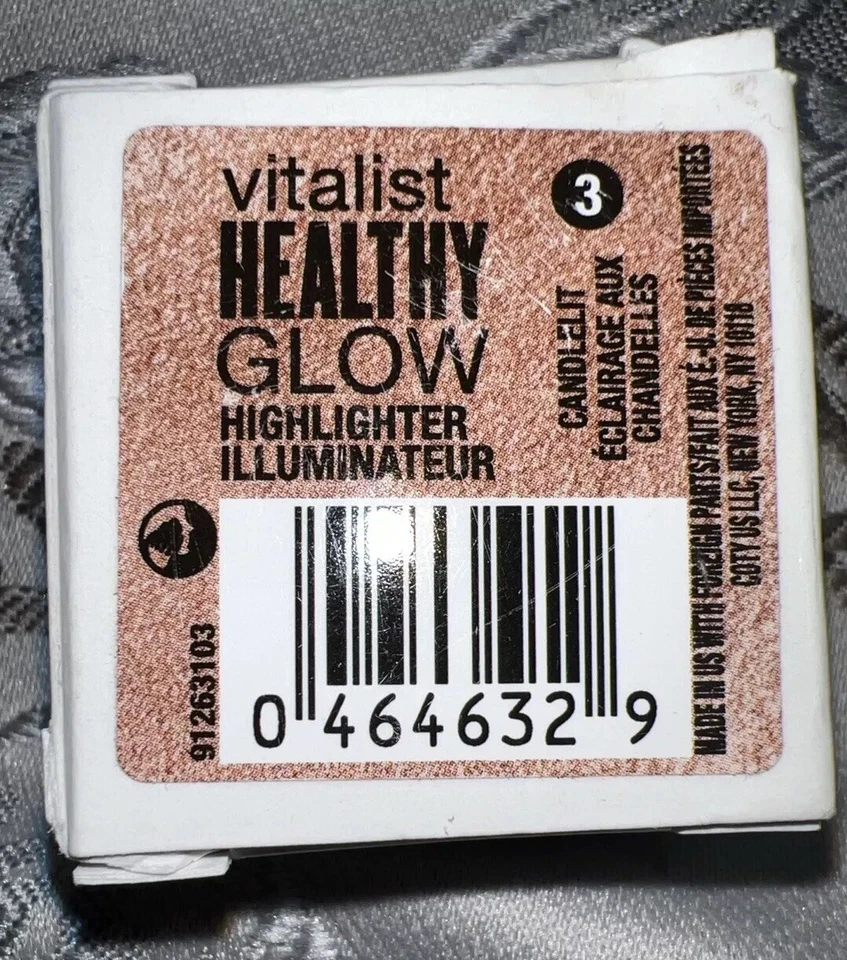 vitalist
HEALTHY
GLOW
HIGHLIGHTER
ILLUMINATEUR
3
CANDLELIT
ÉCLAIRAGE AUX
CHANDELLES
MADE IN US WITH FOREIGN PARTS/FAIT AUX É.-U. DE PIÈCES IMPORTÉES
COTY US LLC, NEW YORK, NY 10118
91263103
0 464632 9